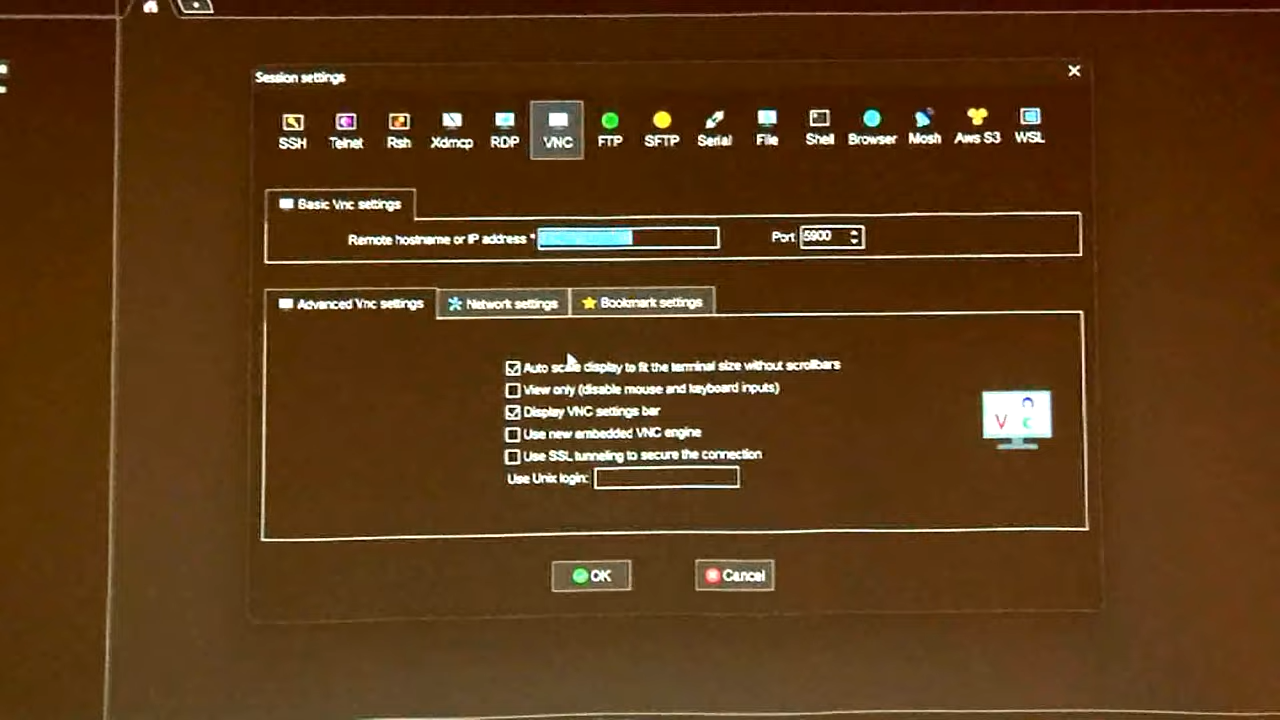 Session settings
SSH Telnet Rsh Xdmcp RDP VNC FTP SFTP Serial File Shell Browser Mosh Aws S3 WSL
Basic Vnc settings
Remote hostname or IP address * Port 5900
Advanced Vnc settings Network settings Bookmark settings
Auto scale display to fit the terminal size without scrollbars
View only (disable mouse and keyboard inputs)
Display VNC settings bar
Use new embedded VNC engine
Use SSL tunneling to secure the connection
Use Unix login:
OK Cancel